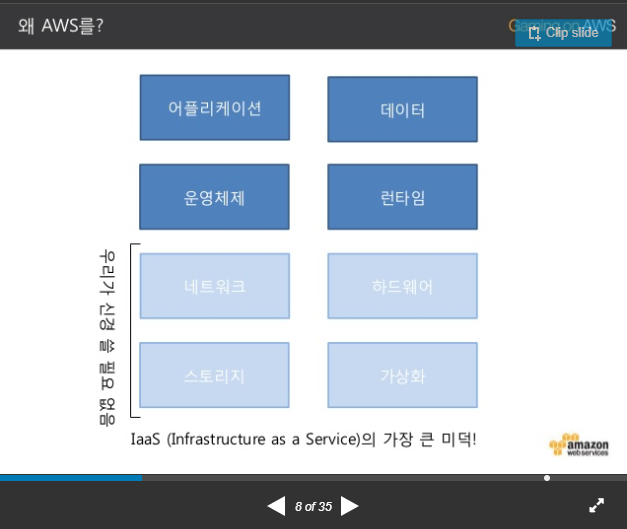 왜 AWS를?
Gaming on AWS
Clip slide
어플리케이션
데이터
운영체제
런타임
우리가 신경 쓸 필요 없음
네트워크
하드웨어
스토리지
가상화
IaaS (Infrastructure as a Service)의 가장 큰 미덕!
amazon
webservices
8 of 35